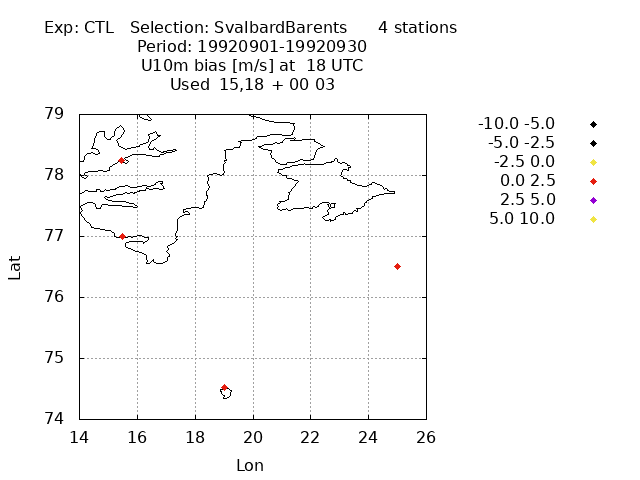 Exp: CTL   Selection: SvalbardBarents      4 stations
Period: 19920901-19920930
U10m bias [m/s] at  18 UTC
Used  15,18 + 00 03
79
78
77
76
75
74
14 16 18 20 22 24 26
Lat
Lon
-10.0 -5.0
-5.0 -2.5
-2.5 0.0
0.0 2.5
2.5 5.0
5.0 10.0